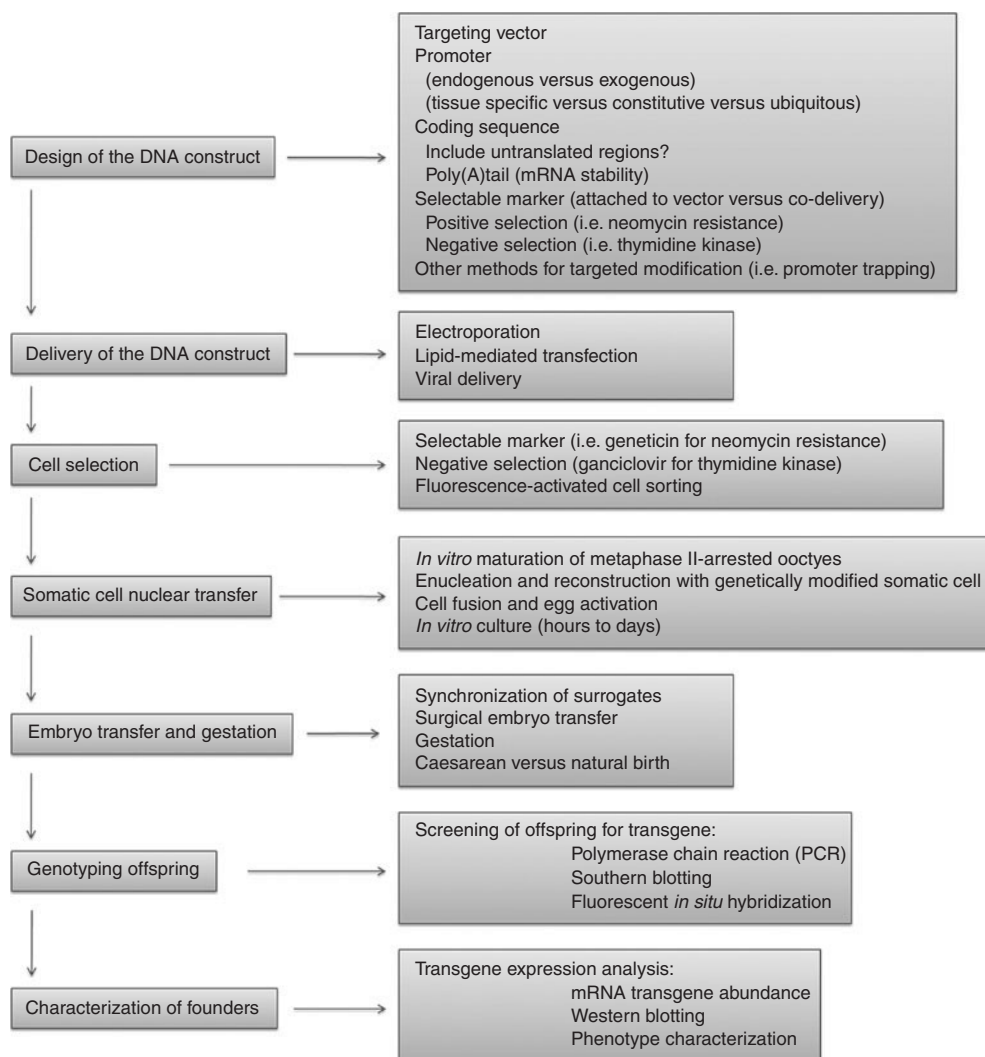 Design of the DNA construct
Targeting vector
Promoter
(endogenous versus exogenous)
(tissue specific versus constitutive versus ubiquitous)
Coding sequence
Include untranslated regions?
Poly(A)tail (mRNA stability)
Selectable marker (attached to vector versus co-delivery)
Positive selection (i.e. neomycin resistance)
Negative selection (i.e. thymidine kinase)
Other methods for targeted modification (i.e. promoter trapping)
Delivery of the DNA construct
Electroporation
Lipid-mediated transfection
Viral delivery
Cell selection
Selectable marker (i.e. geneticin for neomycin resistance)
Negative selection (ganciclovir for thymidine kinase)
Fluorescence-activated cell sorting
Somatic cell nuclear transfer
In vitro maturation of metaphase II-arrested ooctyes
Enucleation and reconstruction with genetically modified somatic cell
Cell fusion and egg activation
In vitro culture (hours to days)
Embryo transfer and gestation
Synchronization of surrogates
Surgical embryo transfer
Gestation
Caesarean versus natural birth
Genotyping offspring
Screening of offspring for transgene:
Polymerase chain reaction (PCR)
Southern blotting
Fluorescent in situ hybridization
Characterization of founders
Transgene expression analysis:
mRNA transgene abundance
Western blotting
Phenotype characterization